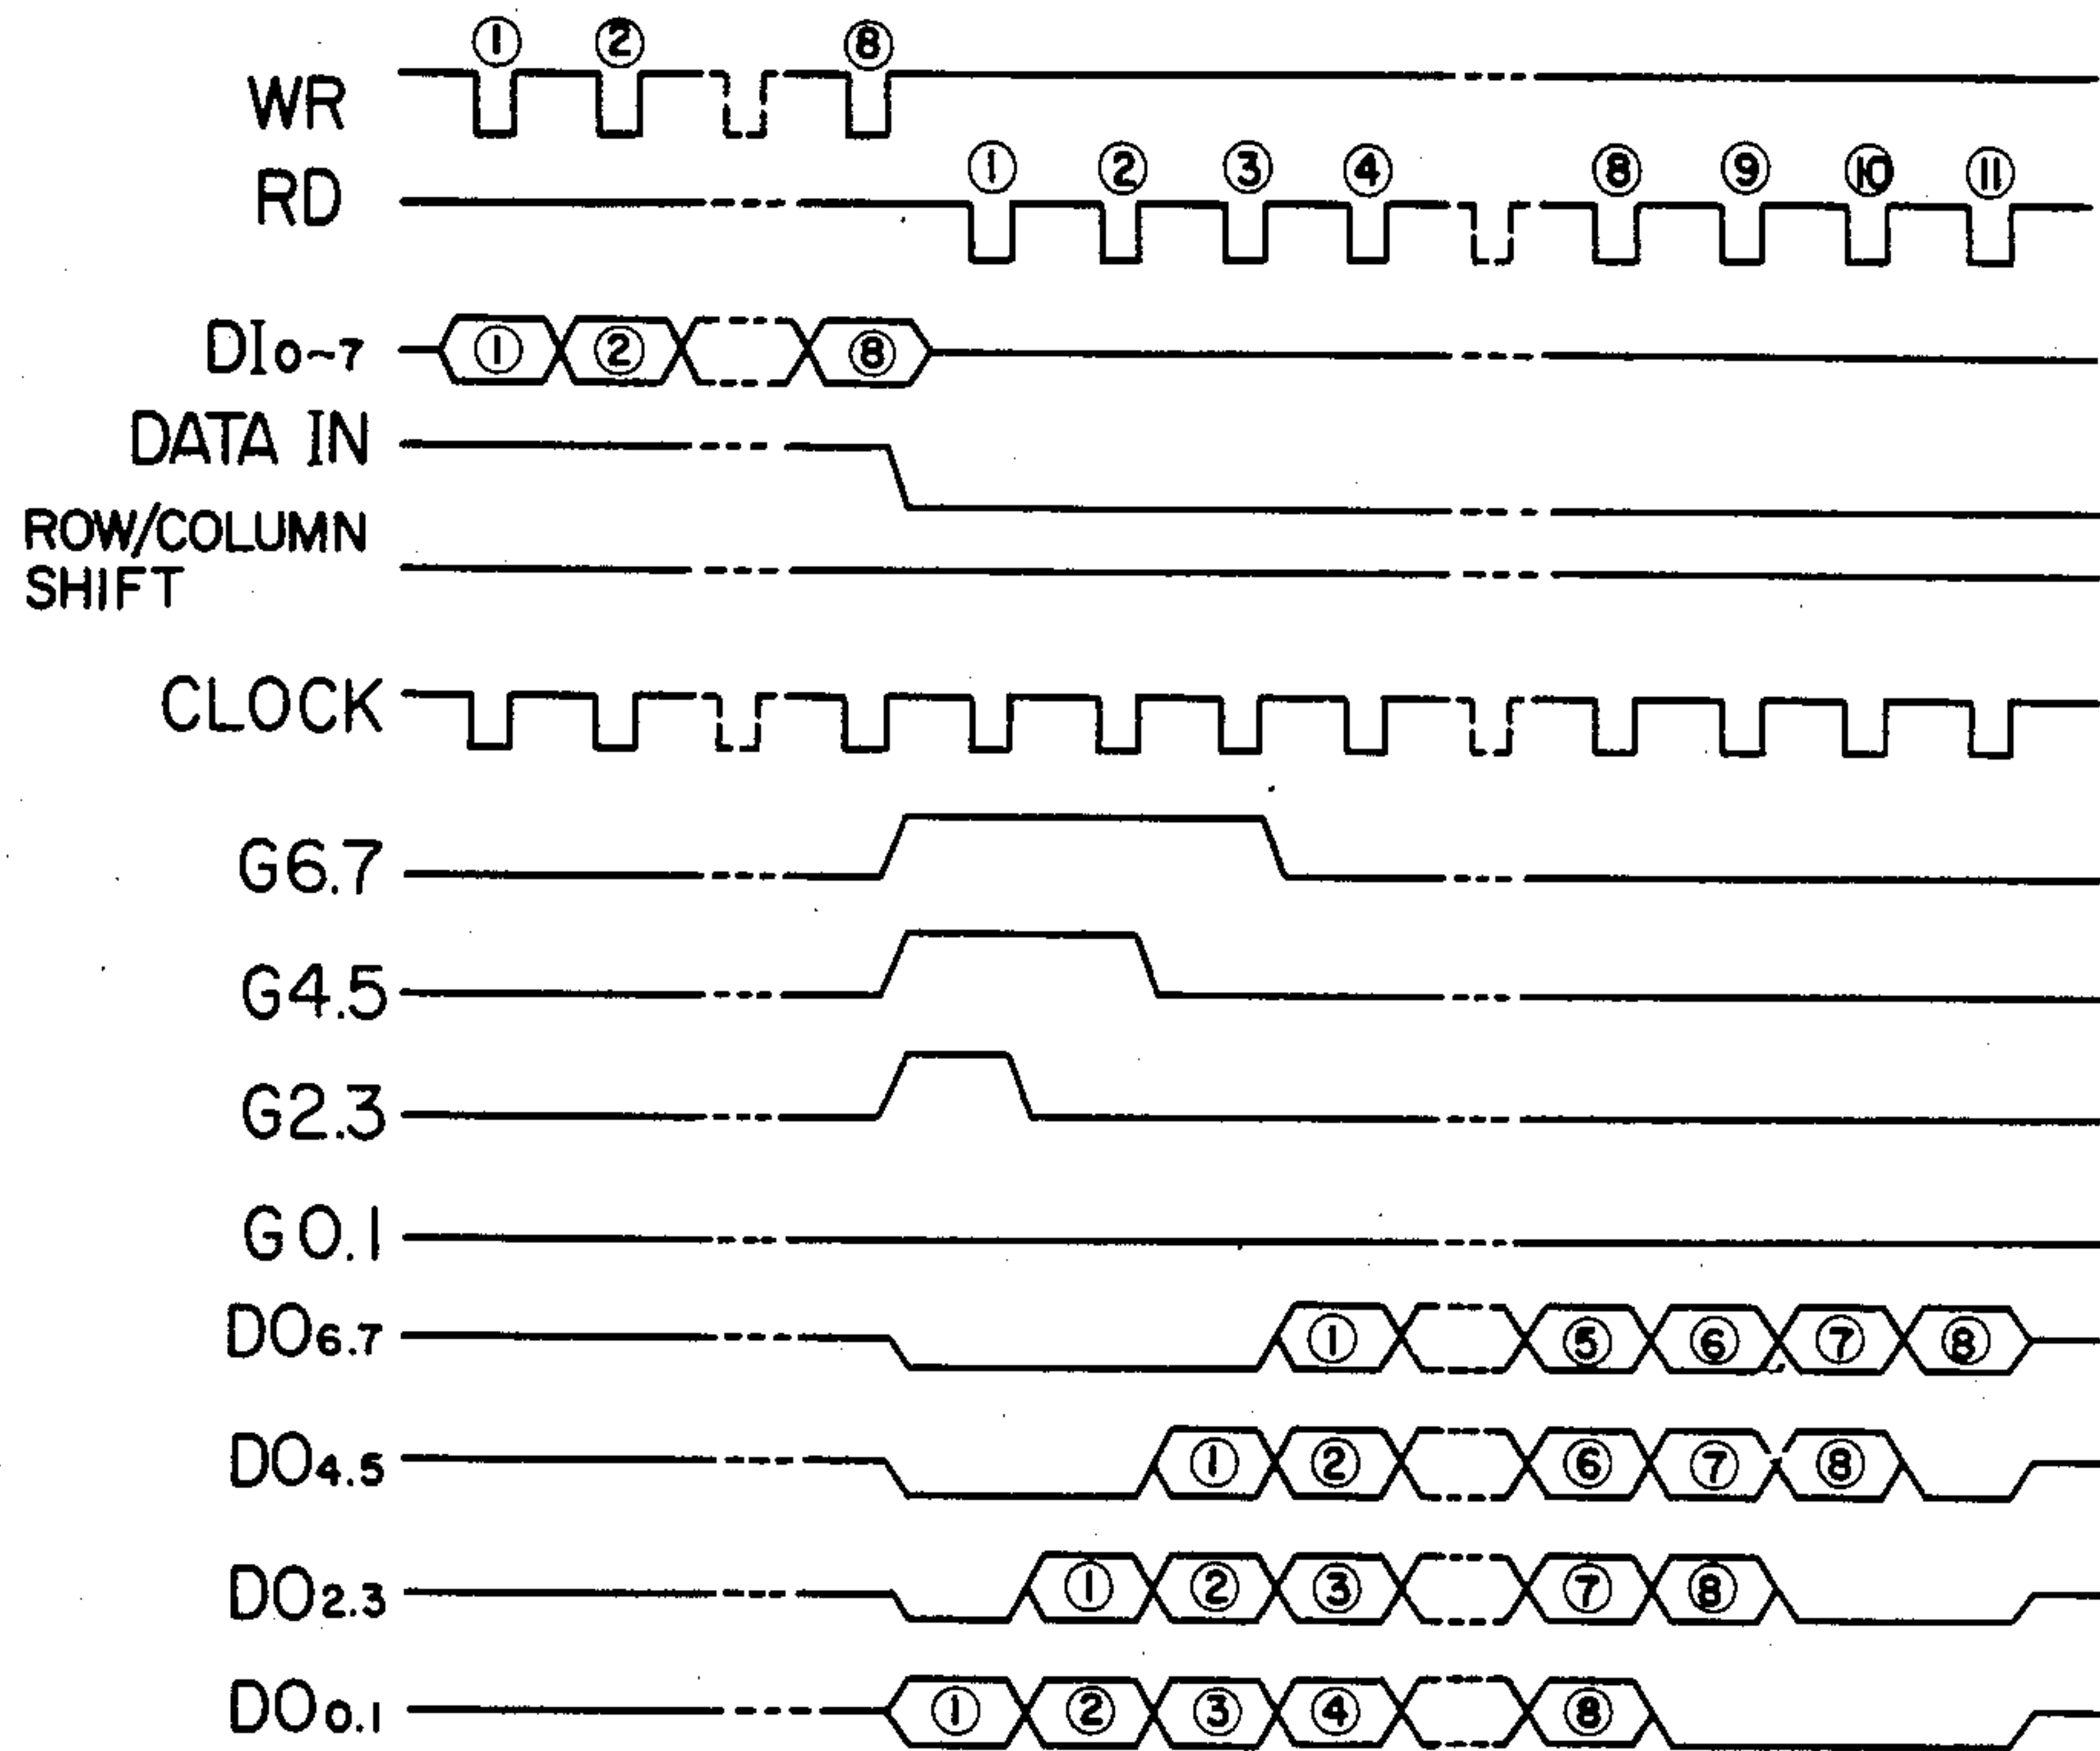 ① ② ⑧
WR
① ② ③ ④ ⑧ ⑨ ⑩ ⑪
RD
DI0~7 ① ② ⑧
DATA IN
ROW/COLUMN
SHIFT
CLOCK
G6.7
G4.5
G2.3
G0.1
DO6.7 ① ⑤ ⑥ ⑦ ⑧
DO4.5 ① ② ⑥ ⑦ ⑧
DO2.3 ① ② ③ ⑦ ⑧
DO0.1 ① ② ③ ④ ⑧